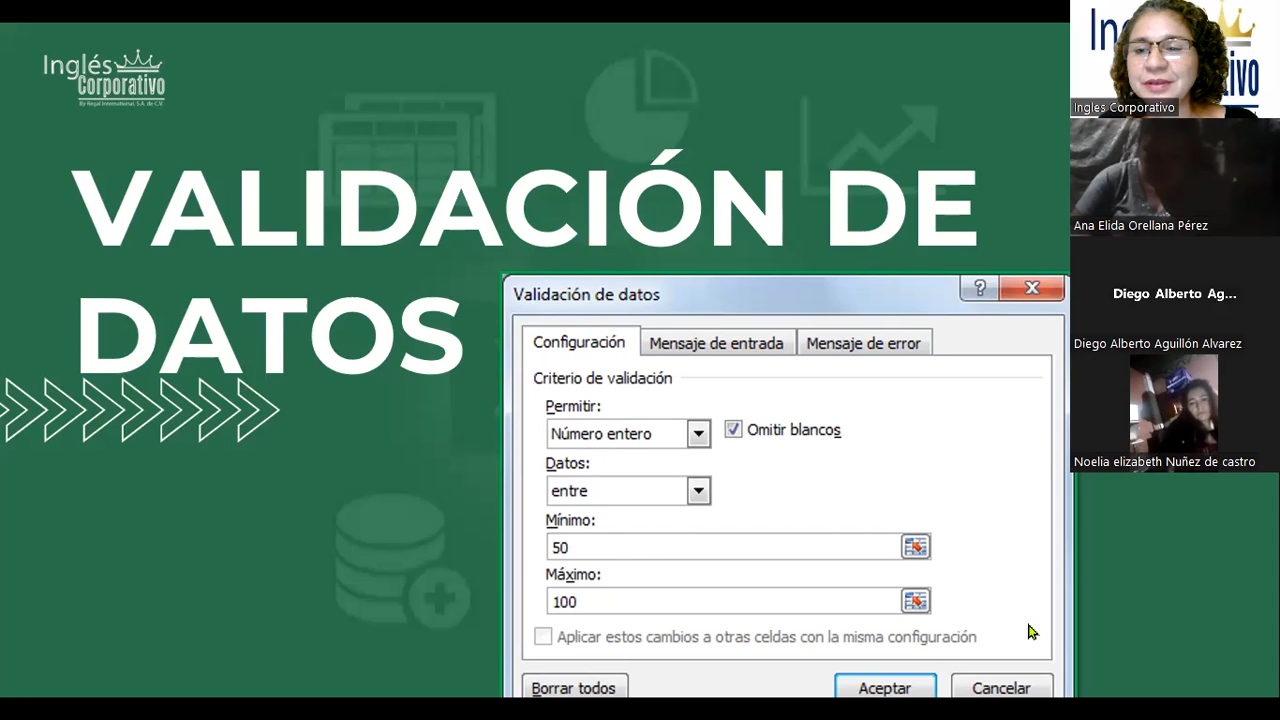 Inglés
Corporativo
By Regal International, S.A. de C.V.
VALIDACIÓN DE
DATOS
Validación de datos
?
Configuración
Mensaje de entrada
Mensaje de error
Criterio de validación
Permitir:
Número entero
Omitir blancos
Datos:
entre
Mínimo:
50
Máximo:
100
Aplicar estos cambios a otras celdas con la misma configuración
Borrar todos
Aceptar
Cancelar
Ingles Corporativo
Ana Elida Orellana Pérez
Diego Alberto Ag...
Diego Alberto Aguillón Alvarez
Noelia elizabeth Nuñez de castro